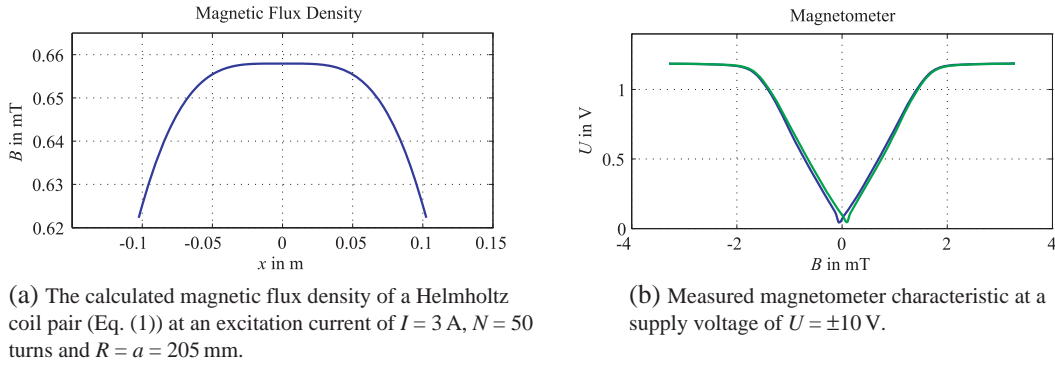 Magnetic Flux Density
0.66
0.65
0.64
0.63
0.62
B in mT
-0.1
-0.05
0
0.05
0.1
0.15
x in m
(a) The calculated magnetic flux density of a Helmholtz
coil pair (Eq. (1)) at an excitation current of I = 3 A, N = 50
turns and R = a = 205 mm.
Magnetometer
1
0.5
0
U in V
-4
-2
0
2
4
B in mT
(b) Measured magnetometer characteristic at a
supply voltage of U = ±10 V.